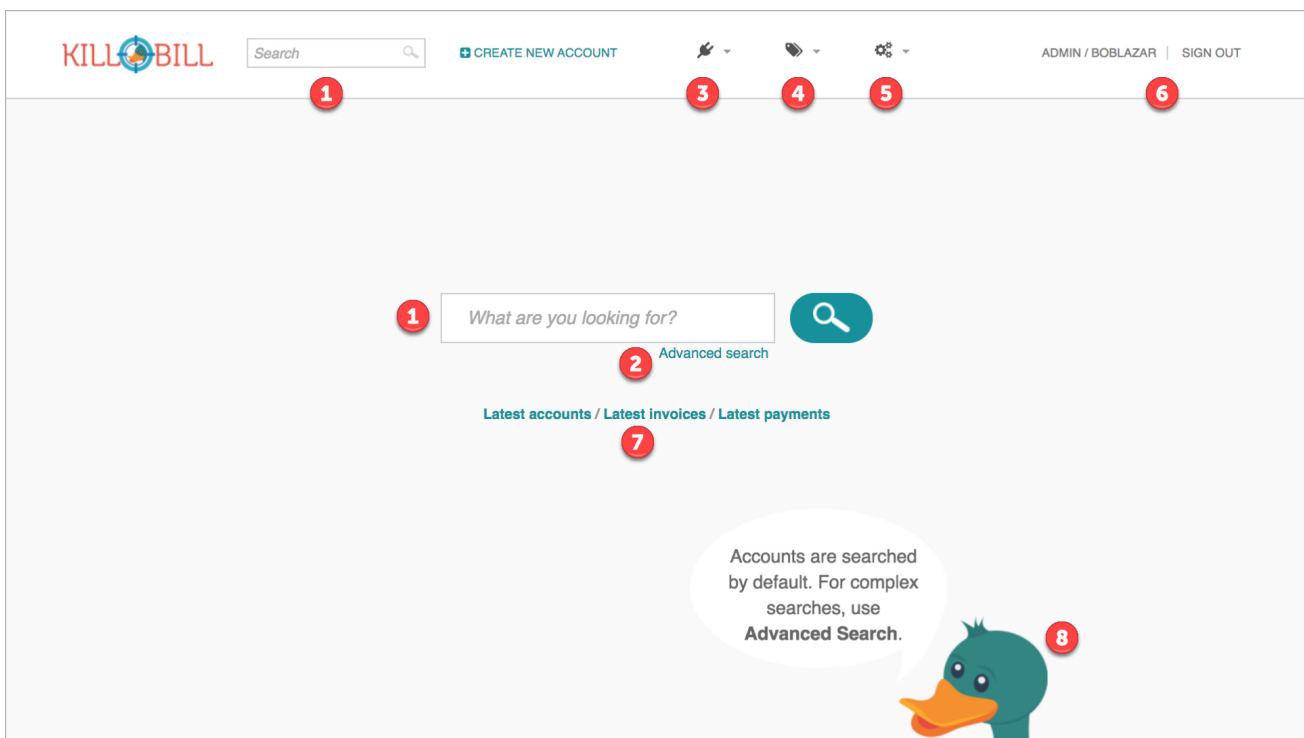 KILL BILL
Search
CREATE NEW ACCOUNT
ADMIN / BOBLAZAR | SIGN OUT
1
3
4
5
6
1
What are you looking for?
2
Advanced search
Latest accounts / Latest invoices / Latest payments
7
Accounts are searched
by default. For complex
searches, use
Advanced Search.
8